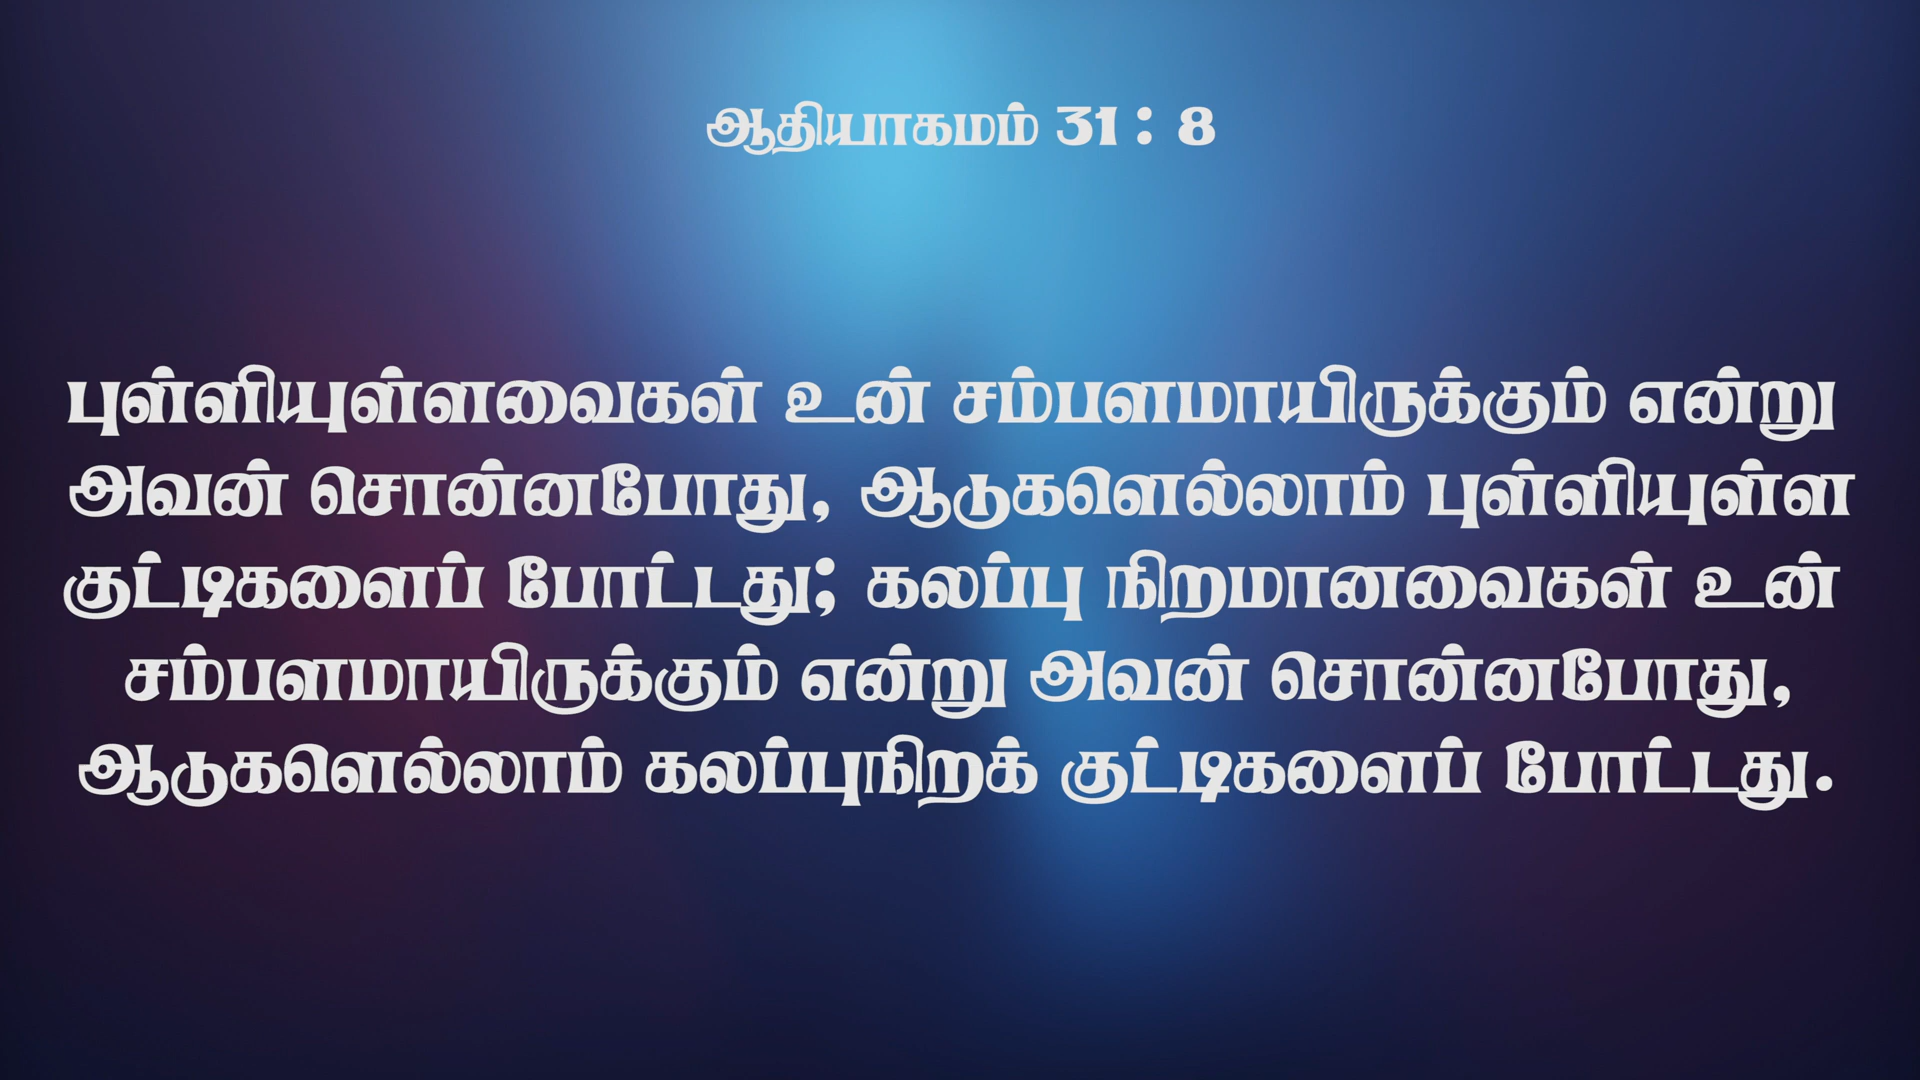 ஆதியாகமம் 31 : 8
புள்ளியுள்ளவைகள் உன் சம்பளமாயிருக்கும் என்று
அவன் சொன்னபோது, ஆடுகளெல்லாம் புள்ளியுள்ள
குட்டிகளைப் போட்டது; கலப்பு நிறமானவைகள் உன்
சம்பளமாயிருக்கும் என்று அவன் சொன்னபோது,
ஆடுகளெல்லாம் கலப்புநிறக் குட்டிகளைப் போட்டது.